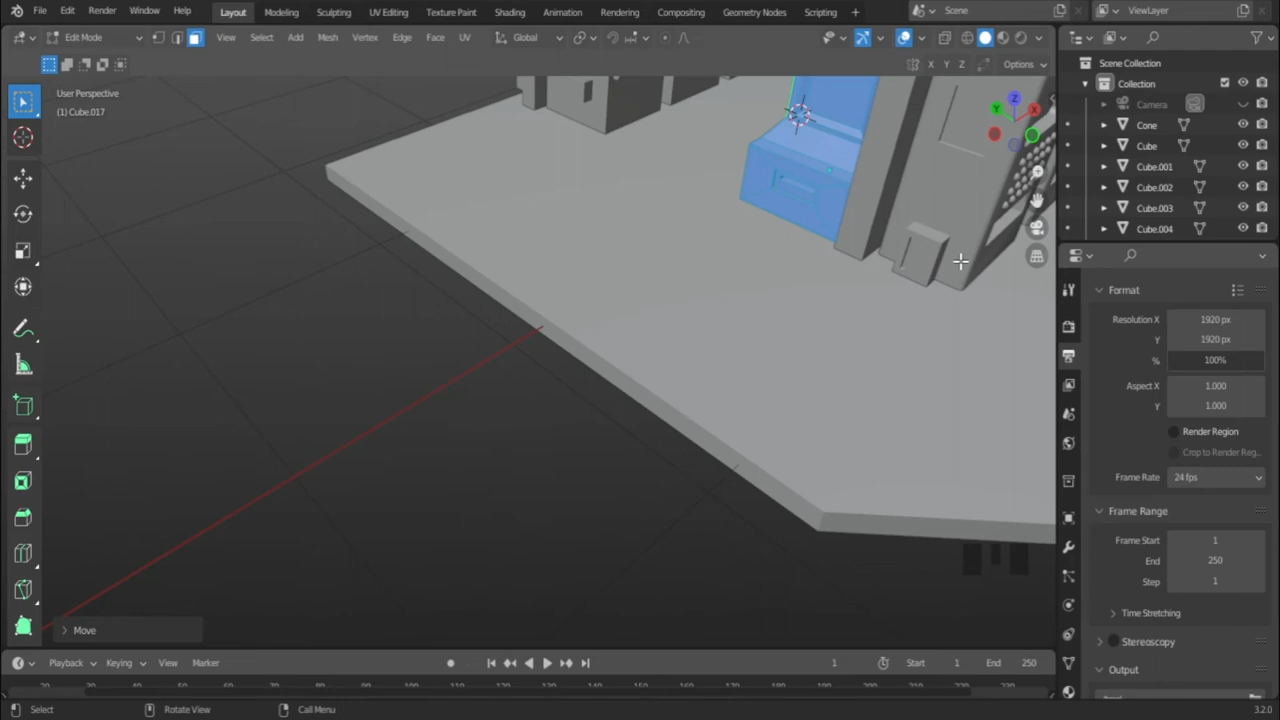 File Edit Render Window Help Layout Modeling Sculpting UV Editing Texture Paint Shading Animation Rendering Compositing Geometry Nodes Scripting + Scene ViewLayer
Edit Mode View Select Add Mesh Vertex Edge Face UV Global
X Y Z Options
User Perspective
(1) Cube.017
Z
Y
X
Scene Collection
Collection
Camera
Cone
Cube
Cube.001
Cube.002
Cube.003
Cube.004
Format
Resolution X 1920 px
Y 1920 px
% 100%
Aspect X 1.000
Y 1.000
Render Region
Crop to Render Reg...
Frame Rate 24 fps
Frame Range
Frame Start 1
End 250
Step 1
Time Stretching
Stereoscopy
Output
Move
Playback Keying View Marker 1 Start 1 End 250
Select Rotate View Call Menu 3.2.0